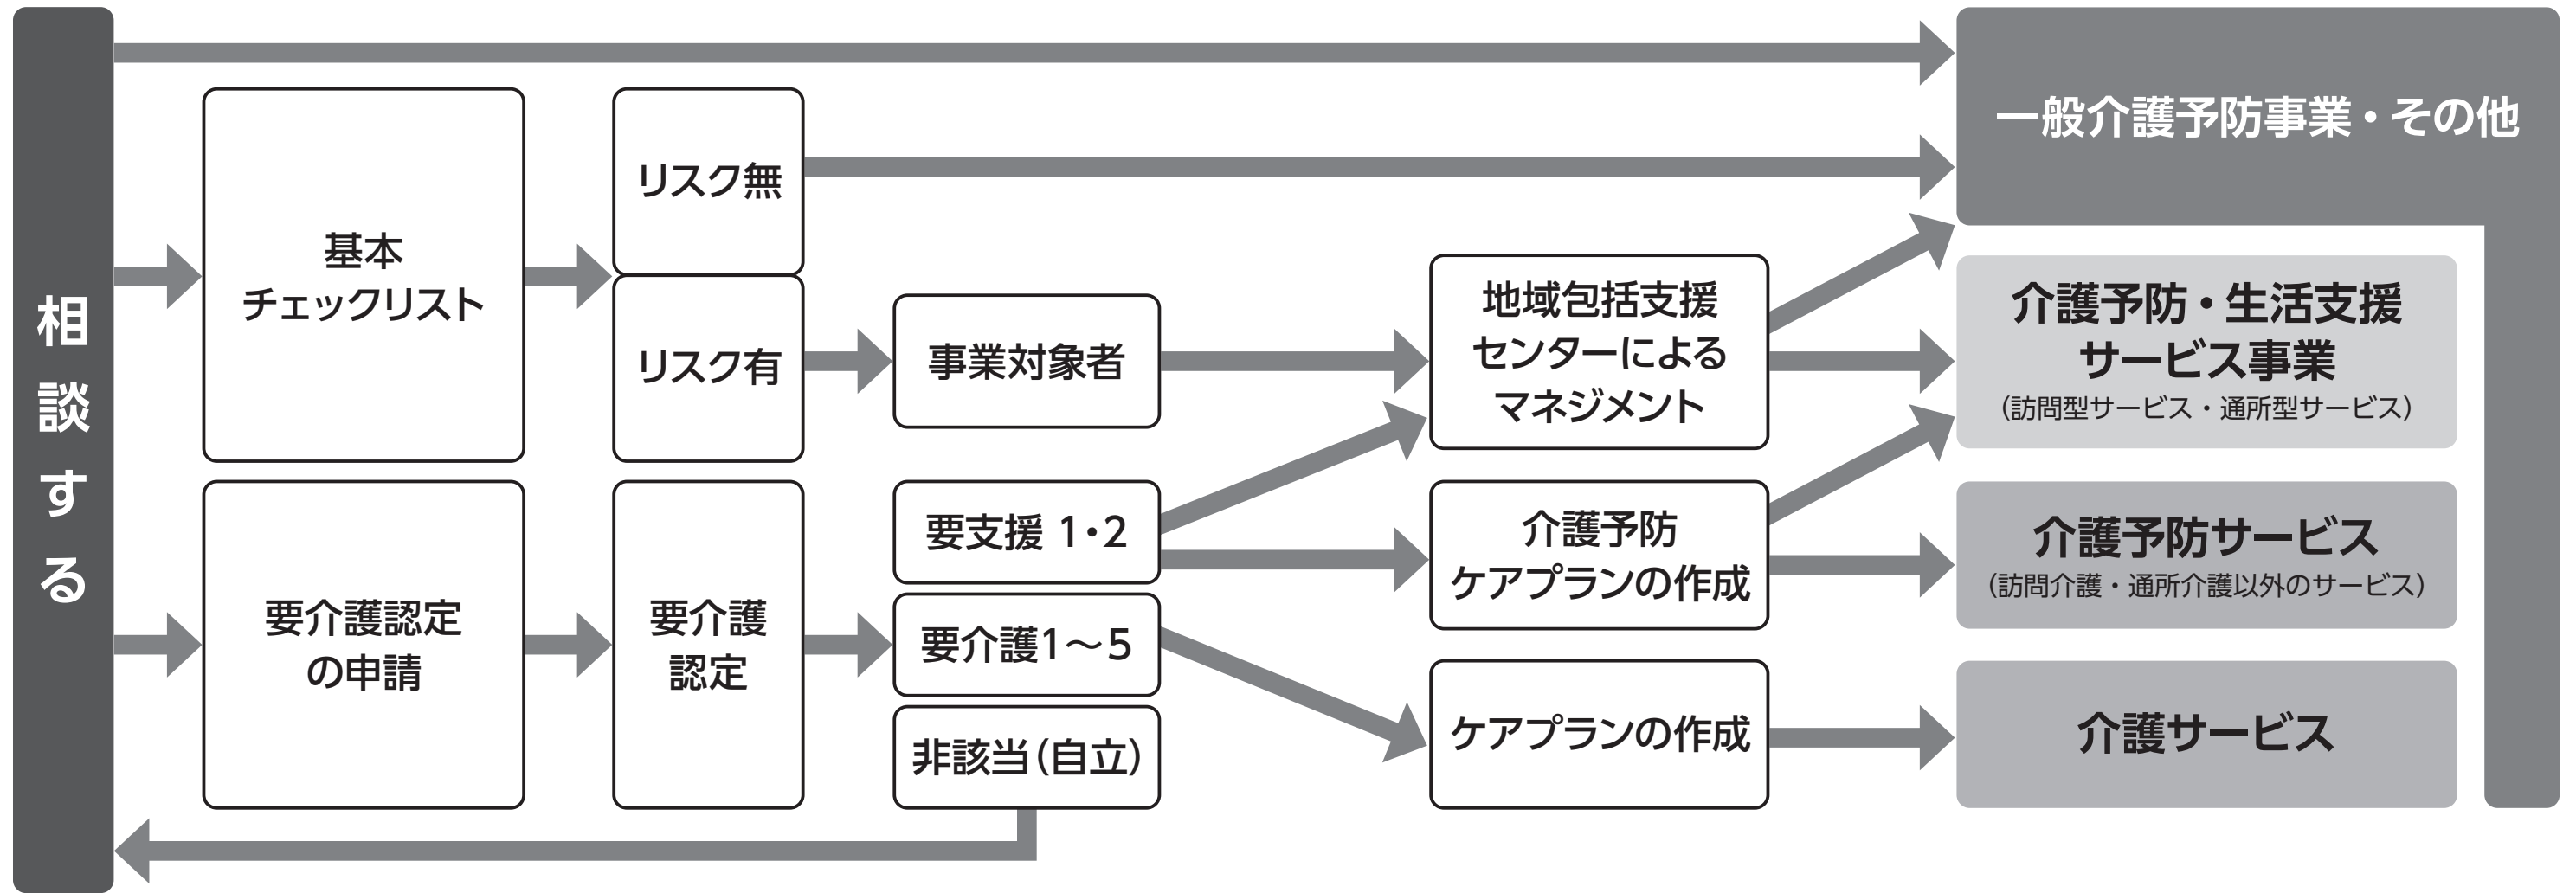 相談する
基本
チェックリスト
リスク無
リスク有
事業対象者
要介護認定
の申請
要介護
認定
要支援 1・2
要介護1～5
非該当(自立)
地域包括支援
センターによる
マネジメント
介護予防
ケアプランの作成
ケアプランの作成
一般介護予防事業・その他
介護予防・生活支援
サービス事業
(訪問型サービス・通所型サービス)
介護予防サービス
(訪問介護・通所介護以外のサービス)
介護サービス